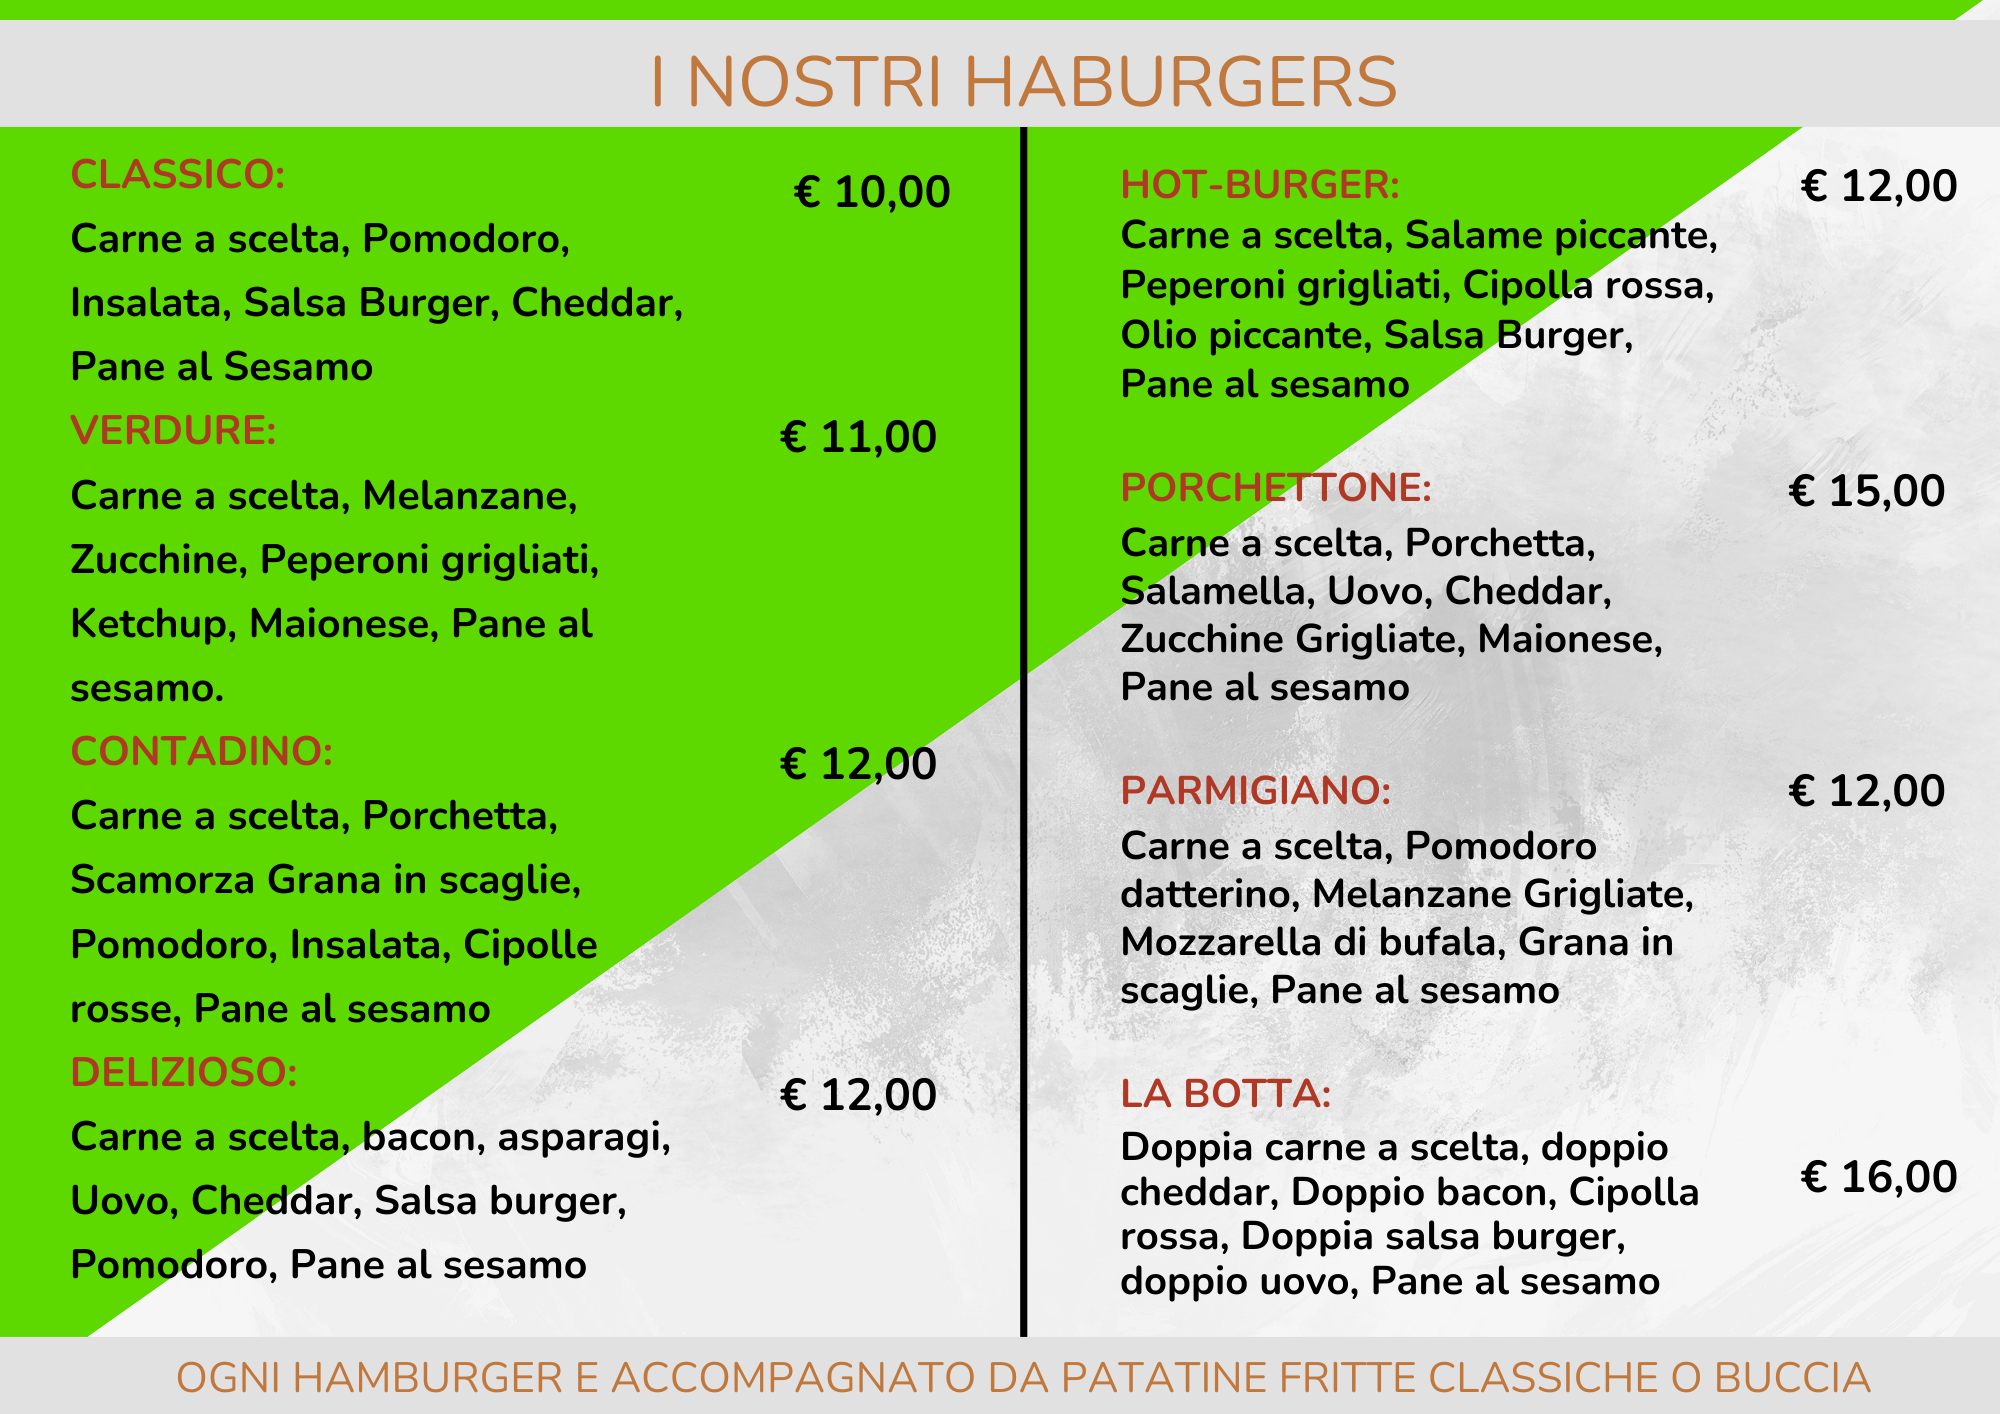 I NOSTRI HABURGERS
CLASSICO:
€ 10,00
Carne a scelta, Pomodoro,
Insalata, Salsa Burger, Cheddar,
Pane al Sesamo
VERDURE:
€ 11,00
Carne a scelta, Melanzane,
Zucchine, Peperoni grigliati,
Ketchup, Maionese, Pane al
sesamo.
CONTADINO:
€ 12,00
Carne a scelta, Porchetta,
Scamorza Grana in scaglie,
Pomodoro, Insalata, Cipolle
rosse, Pane al sesamo
DELIZIOSO:
€ 12,00
Carne a scelta, bacon, asparagi,
Uovo, Cheddar, Salsa burger,
Pomodoro, Pane al sesamo
HOT-BURGER:
€ 12,00
Carne a scelta, Salame piccante,
Peperoni grigliati, Cipolla rossa,
Olio piccante, Salsa Burger,
Pane al sesamo
PORCHETTONE:
€ 15,00
Carne a scelta, Porchetta,
Salamella, Uovo, Cheddar,
Zucchine Grigliate, Maionese,
Pane al sesamo
PARMIGIANO:
€ 12,00
Carne a scelta, Pomodoro
datterino, Melanzane Grigliate,
Mozzarella di bufala, Grana in
scaglie, Pane al sesamo
LA BOTTA:
Doppia carne a scelta, doppio
cheddar, Doppio bacon, Cipolla
€ 16,00
rossa, Doppia salsa burger,
doppio uovo, Pane al sesamo
OGNI HAMBURGER E ACCOMPAGNATO DA PATATINE FRITTE CLASSICHE O BUCCIA